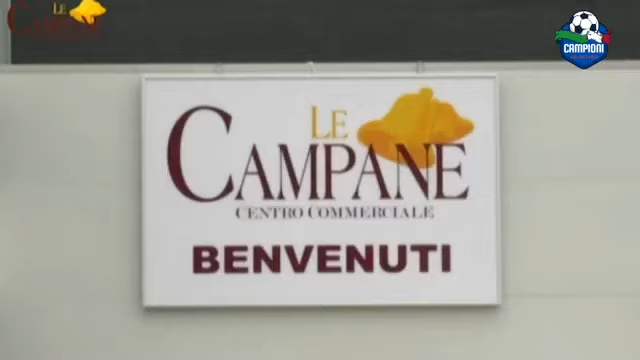 LE
CAMPANE
CAMPIONI
LE
CAMPANE
CENTRO COMMERCIALE
BENVENUTI